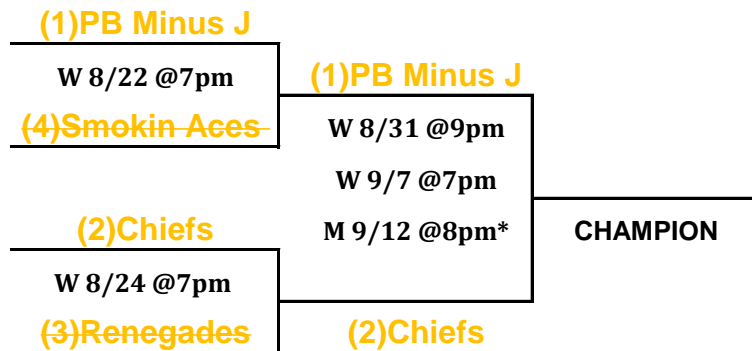 (1)PB Minus J
W 8/22 @7pm
(4)Smokin Aces
(1)PB Minus J
W 8/31 @9pm
W 9/7 @7pm
M 9/12 @8pm*
CHAMPION
(2)Chiefs
W 8/24 @7pm
(3)Renegades
(2)Chiefs